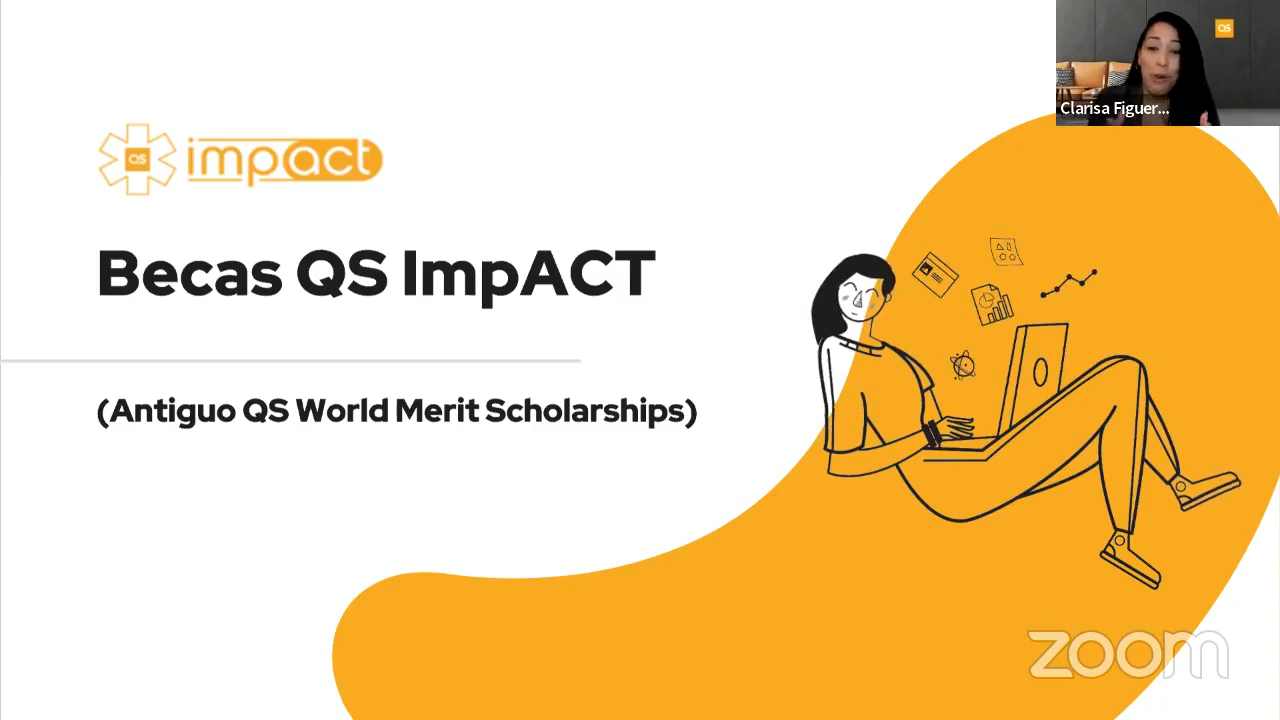 QS
Clarisa Figuer...
QS impact
Becas QS ImpACT
(Antiguo QS World Merit Scholarships)
zoom